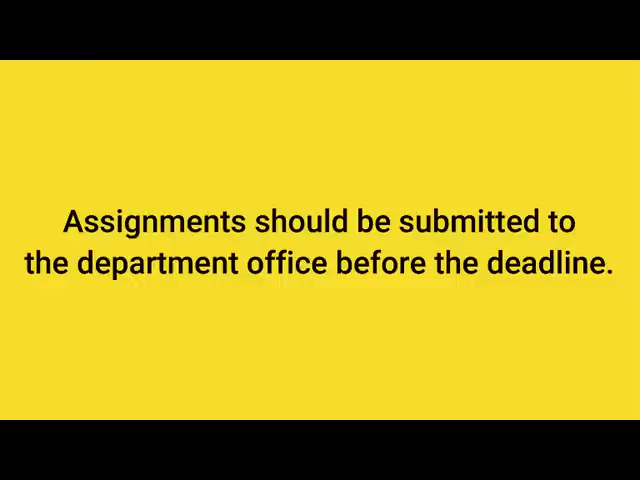 Assignments should be submitted to
the department office before the deadline.